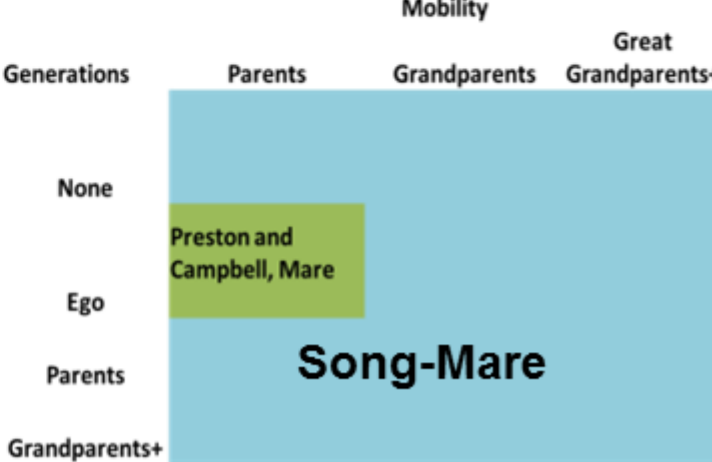 Mobility
Great
Generations Parents Grandparents Grandparents+
None
Preston and
Campbell, Mare
Ego
Song-Mare
Parents
Grandparents+